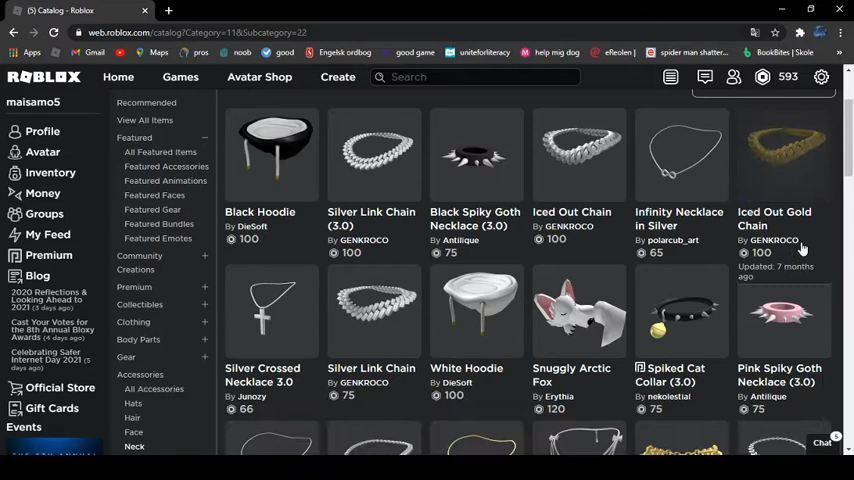 (5) Catalog - Roblox
web.roblox.com/catalog?Category=11&Subcategory=22
Apps
Gmail
Maps
pros
noob
good
Engelsk ordbog
good game
uniteforliteracy
help mig dog
eReolen
spider man shatter...
BookBites | Skole
ROBLOX
Home
Games
Avatar Shop
Create
Search
593
maisamo5
Profile
Avatar
Inventory
Money
Groups
My Feed
Premium
Blog
2020 Reflections &
Looking Ahead to
2021 (3 days ago)
Cast Your Votes for
the 8th Annual Bloxy
Awards (4 days ago)
Celebrating Safer
Internet Day 2021 (5
days ago)
Official Store
Gift Cards
Events
Recommended
View All Items
Featured
All Featured Items
Featured Accessories
Featured Animations
Featured Faces
Featured Gear
Featured Bundles
Featured Emotes
Community
Creations
Premium
Collectibles
Clothing
Body Parts
Gear
Accessories
All Accessories
Hats
Hair
Face
Neck
Black Hoodie
By DieSoft
100
Silver Link Chain
(3.0)
By GENKROCO
100
Black Spiky Goth
Necklace (3.0)
By Antilique
75
Iced Out Chain
By GENKROCO
100
Infinity Necklace
in Silver
By polarcub_art
65
Iced Out Gold
Chain
By GENKROCO
100
Updated: 7 months
ago
Silver Crossed
Necklace 3.0
By Junozy
66
Silver Link Chain
By GENKROCO
75
White Hoodie
By DieSoft
100
Snuggly Arctic
Fox
By Erythia
120
Spiked Cat
Collar (3.0)
By nekoiestial
75
Pink Spiky Goth
Necklace (3.0)
By Antilique
75
Chat
5